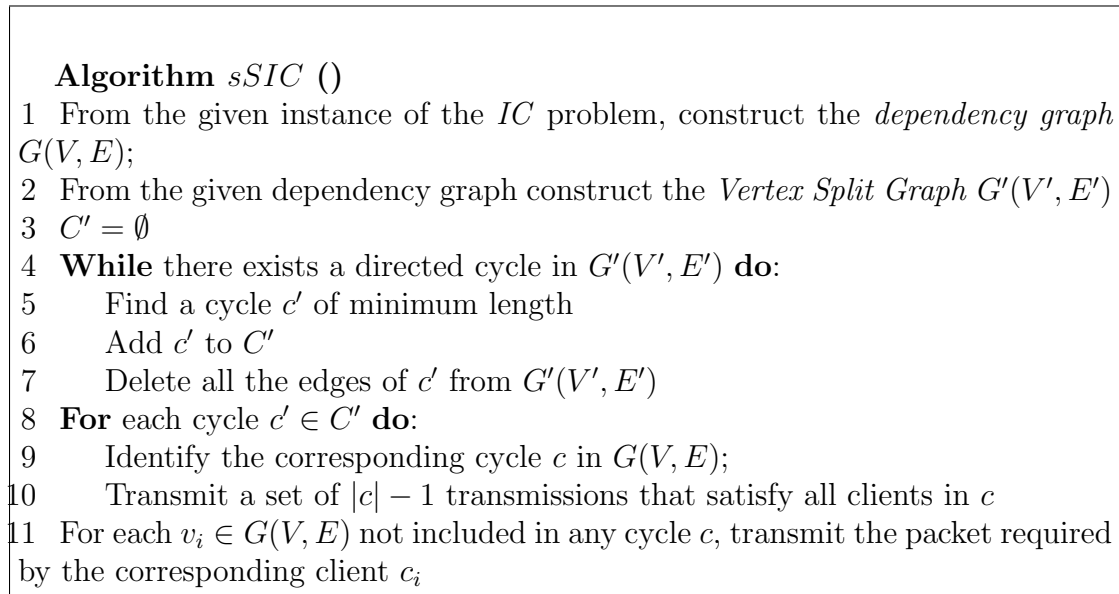 Algorithm sSIC ()
1 From the given instance of the IC problem, construct the dependency graph
G(V, E);
2 From the given dependency graph construct the Vertex Split Graph G′(V′, E′)
3 C′ = ∅
4 While there exists a directed cycle in G′(V′, E′) do:
5 Find a cycle c′ of minimum length
6 Add c′ to C′
7 Delete all the edges of c′ from G′(V′, E′)
8 For each cycle c′ ∈ C′ do:
9 Identify the corresponding cycle c in G(V, E);
10 Transmit a set of |c| − 1 transmissions that satisfy all clients in c
11 For each vᵢ ∈ G(V, E) not included in any cycle c, transmit the packet required
by the corresponding client cᵢ